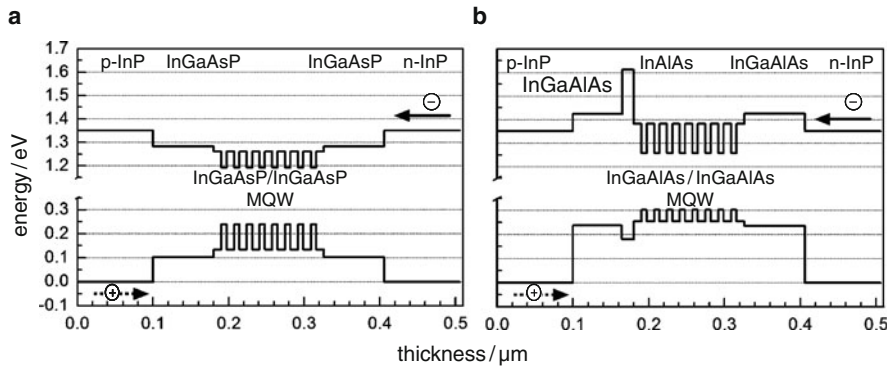 a
b
1.7
p-InP InGaAsP InGaAsP n-InP
p-InP InAlAs InGaAlAs n-InP
1.6
InGaAlAs
1.5
⊖
⊖
1.4
1.3
1.2
InGaAsP/InGaAsP
MQW
InGaAlAs/InGaAlAs
MQW
energy/eV
0.3
0.2
0.1
0.0
-0.1
⊕
⊕
0.0 0.1 0.2 0.3 0.4 0.5
0.0 0.1 0.2 0.3 0.4 0.5
thickness/µm